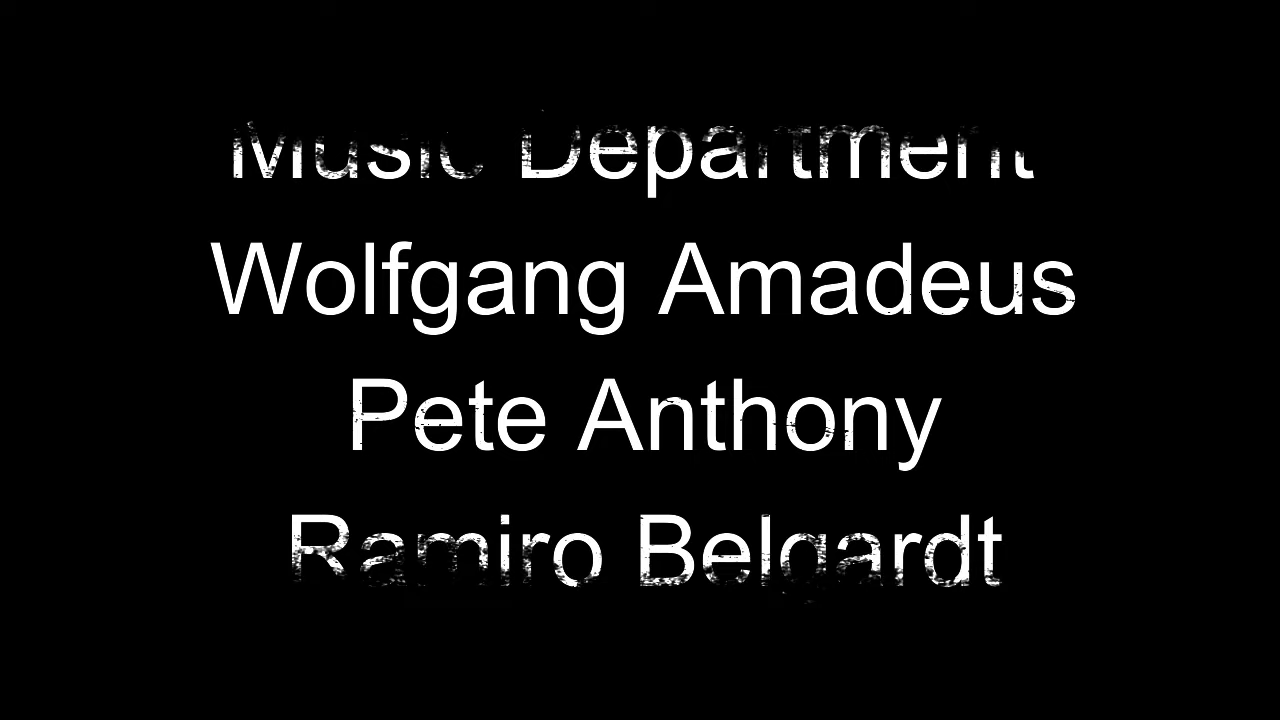 Music Department
Wolfgang Amadeus
Pete Anthony
Ramiro Belgardt